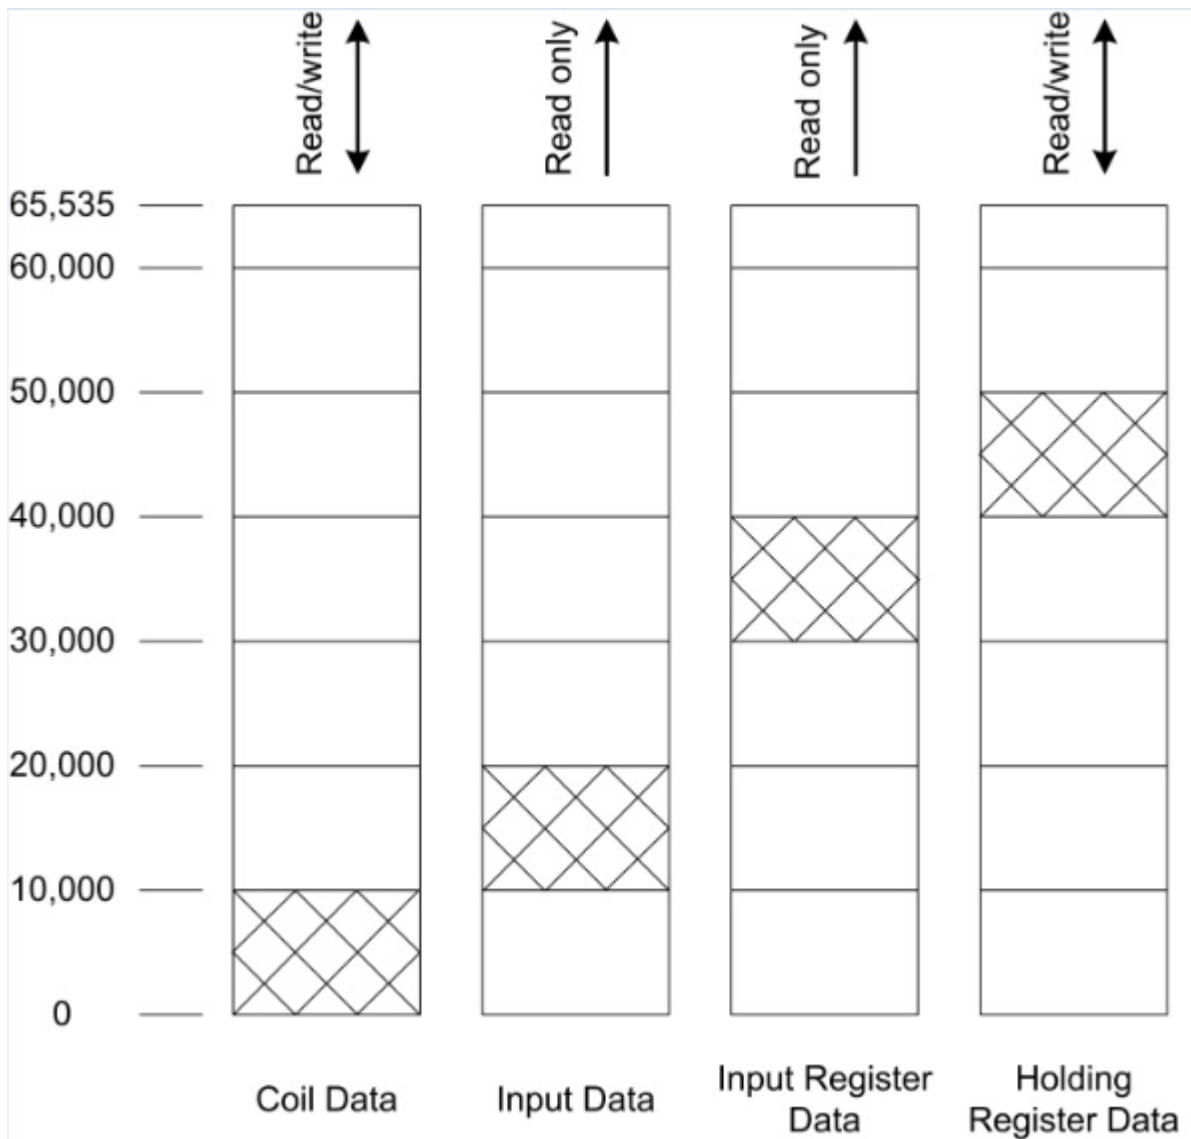 Read/write
Read only
Read only
Read/write
65,535
60,000
50,000
40,000
30,000
20,000
10,000
0
Coil Data
Input Data
Input Register
Data
Holding
Register Data